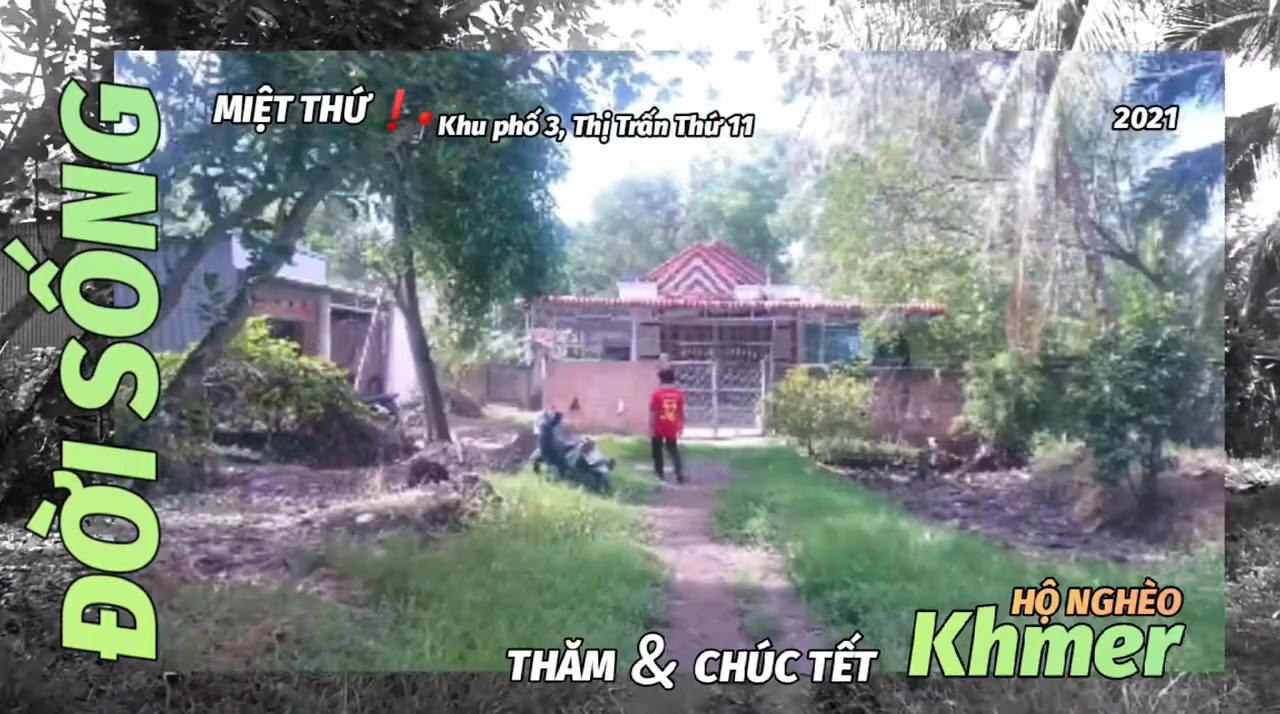 ĐỜI SỐNG
MIỆT THỨ❗📍Khu phố 3, Thị Trấn Thứ 11
2021
HỘ NGHÈO
THĂM & CHÚC TẾT Khmer